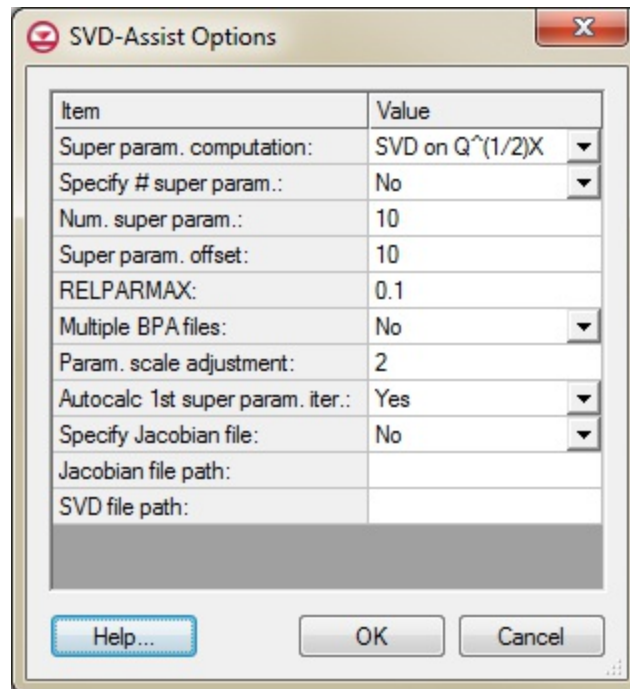 SVD-Assist Options
Item Value
Super param. computation: SVD on Q^(1/2)X
Specify # super param.: No
Num. super param.: 10
Super param. offset: 10
RELPARMAX: 0.1
Multiple BPA files: No
Param. scale adjustment: 2
Autocalc 1st super param. iter.: Yes
Specify Jacobian file: No
Jacobian file path:
SVD file path:
Help... OK Cancel